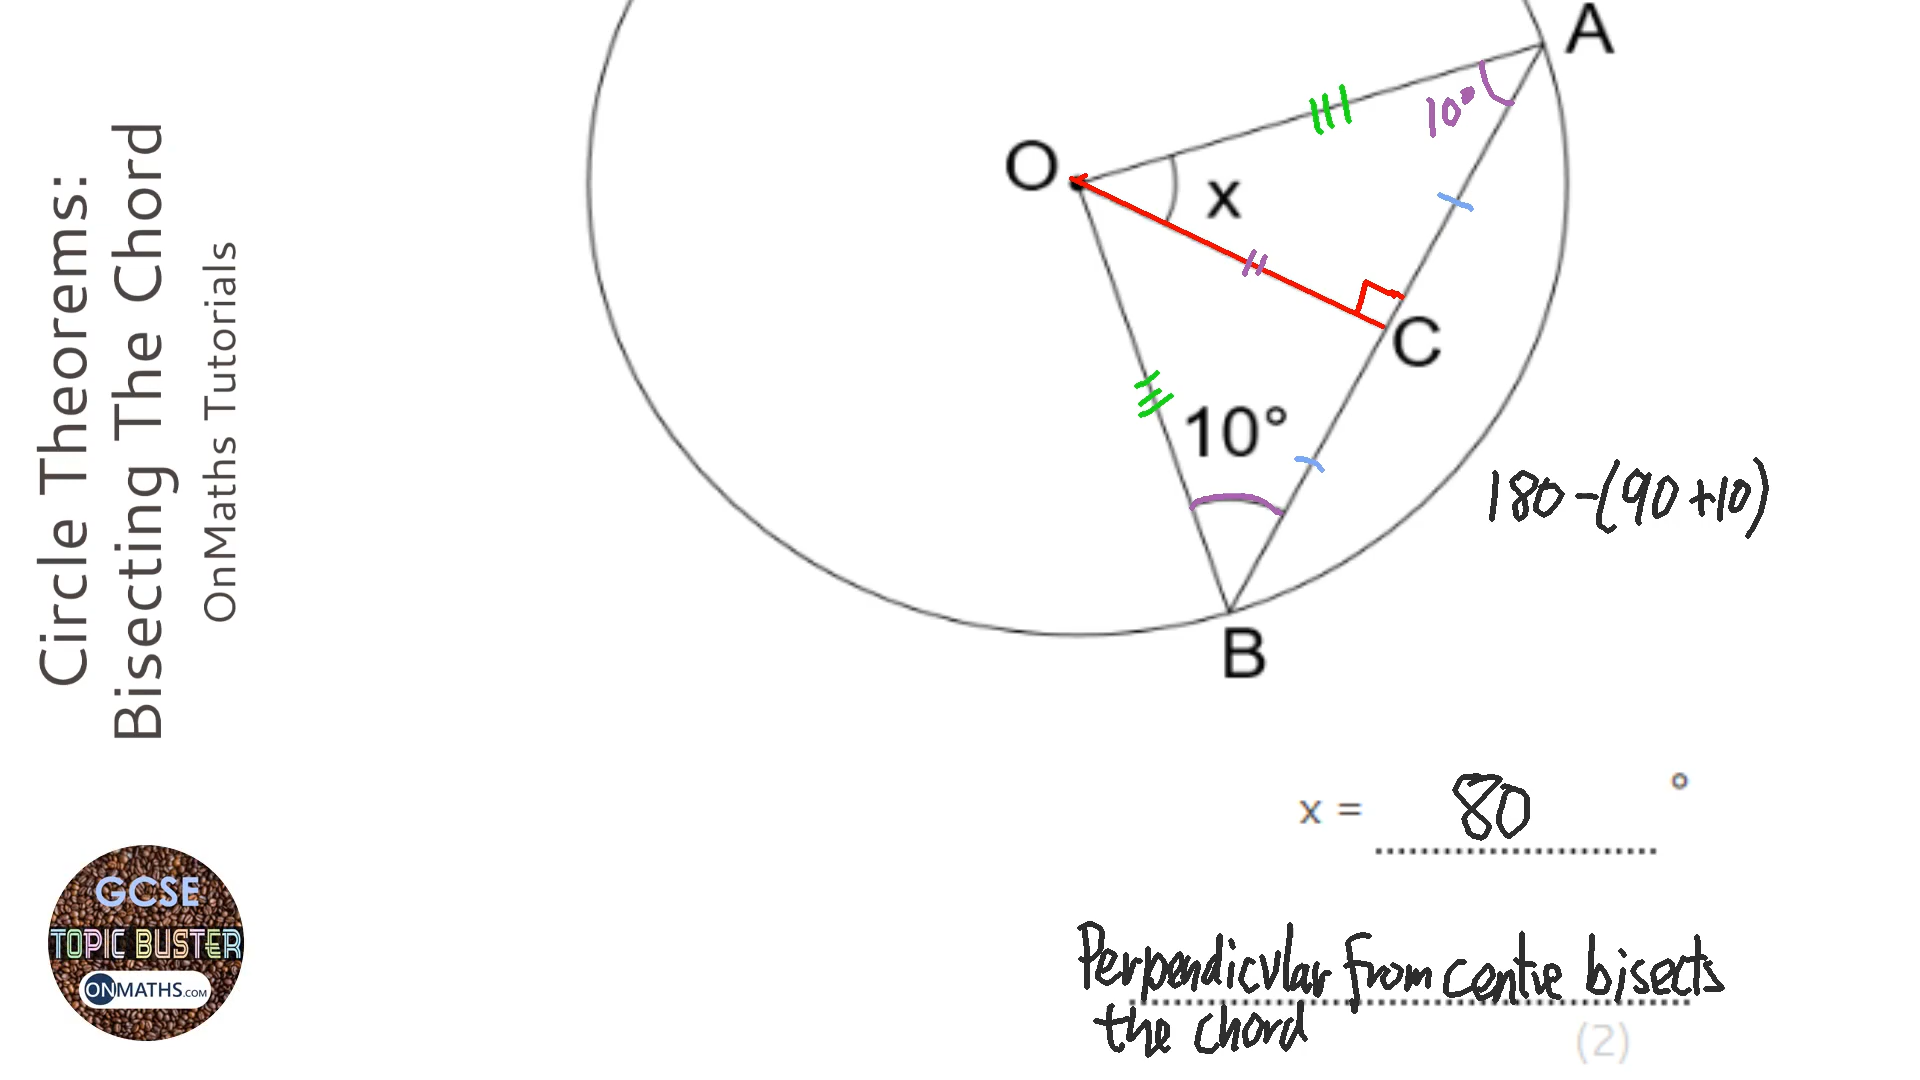 Circle Theorems:
Bisecting The Chord
OnMaths Tutorials
A
10°
O
x
C
10°
180-(90+10)
B
x = 80 °
Perpendicular from centre bisects
the chord
(2)
GCSE
TOPIC BUSTER
ONMATHS.COM